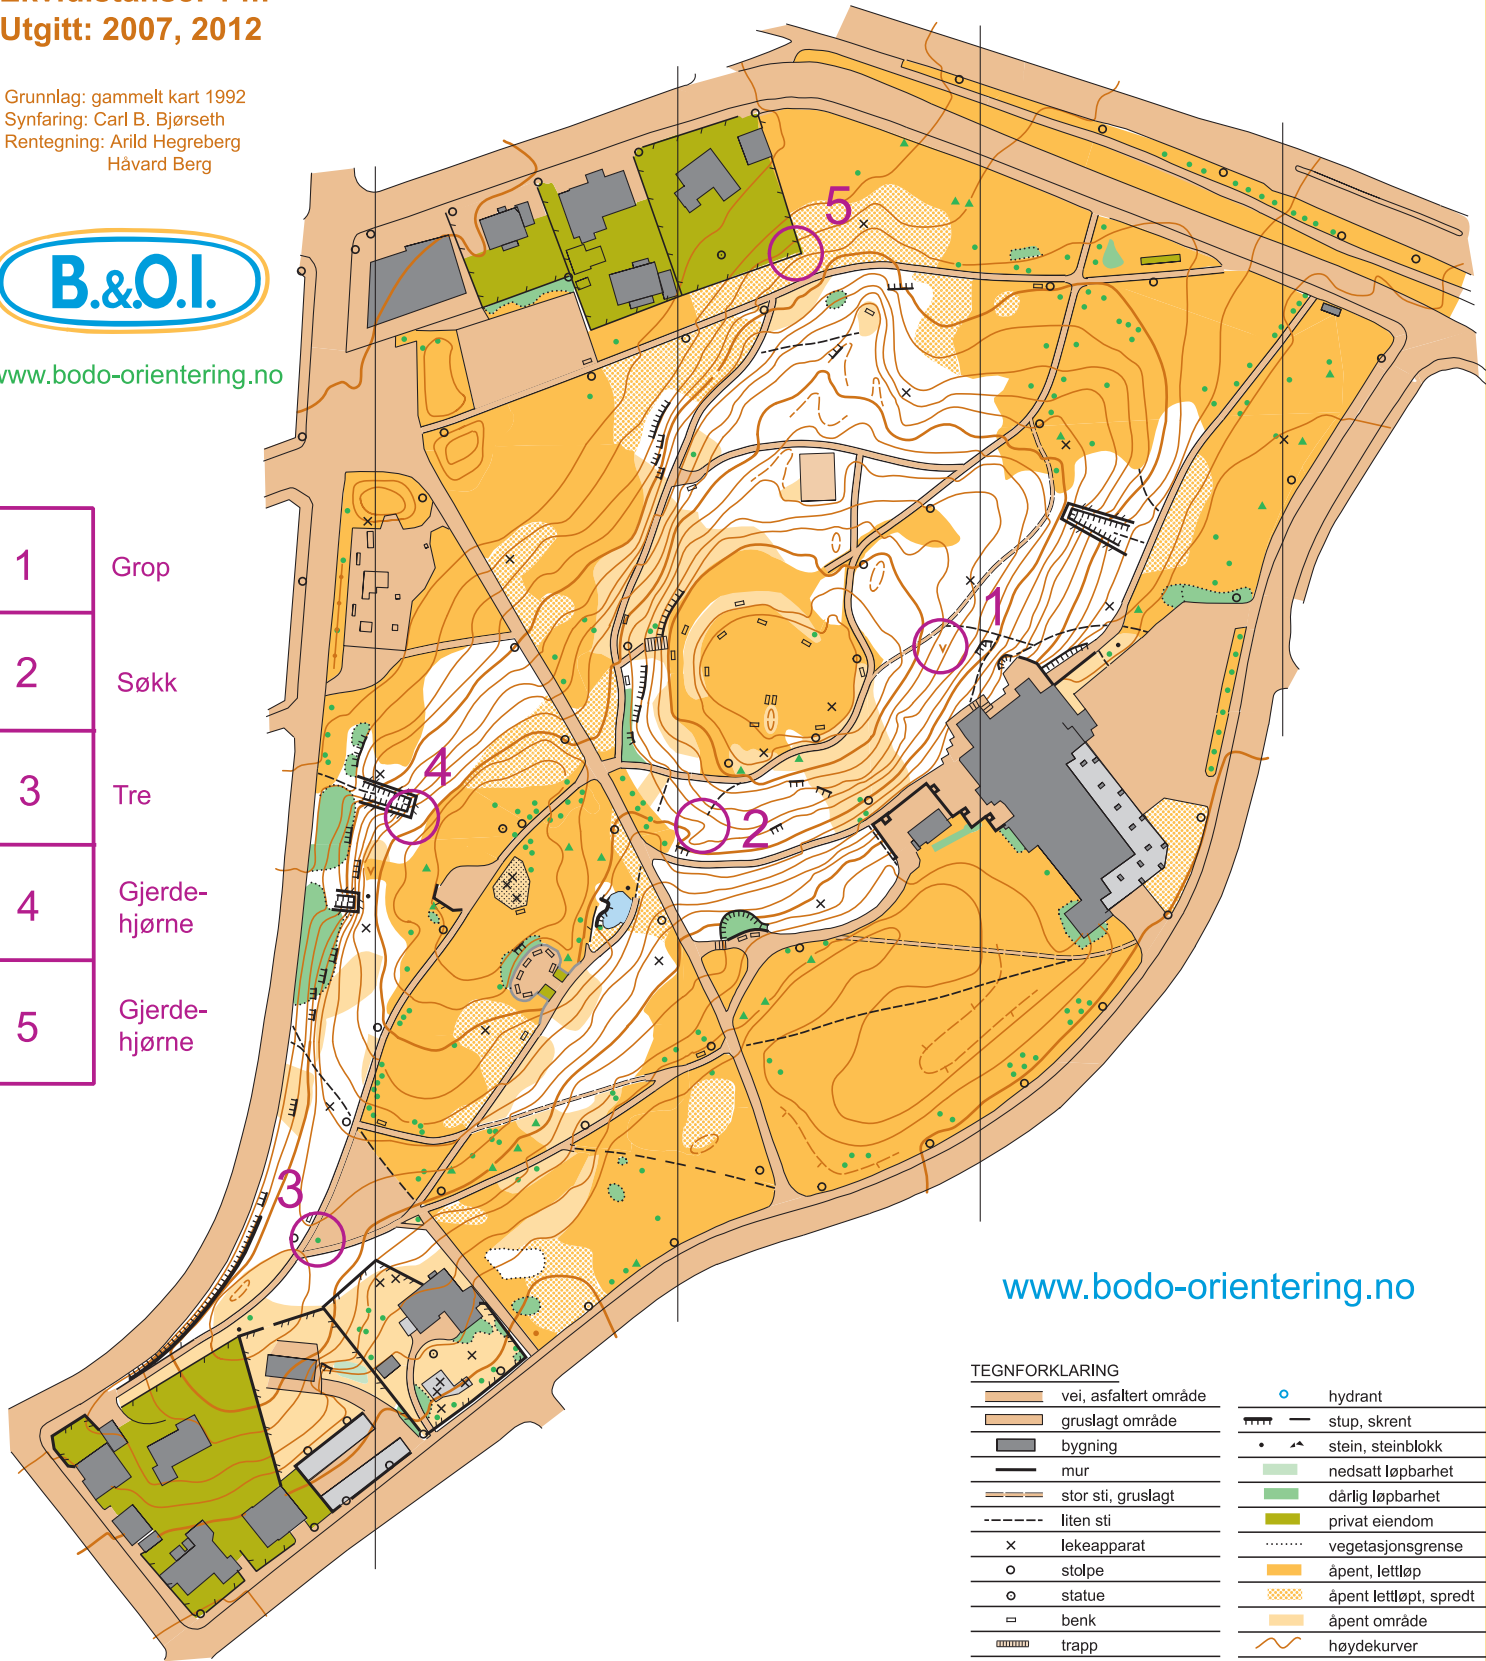 Utgitt: 2007, 2012
Grunnlag: gammelt kart 1992
Synfaring: Carl B. Bjørseth
Rentegning: Arild Hegreberg
Håvard Berg
B.&O.I.
www.bodo-orientering.no
1 Grop
2 Søkk
3 Tre
4 Gjerde-
hjørne
5 Gjerde-
hjørne
5
1
4
2
3
www.bodo-orientering.no
TEGNFORKLARING
vei, asfaltert område
gruslagt område
bygning
mur
stor sti, gruslagt
liten sti
lekeapparat
stolpe
statue
benk
trapp
hydrant
stup, skrent
stein, steinblokk
nedsatt løpbarhet
dårlig løpbarhet
privat eiendom
vegetasjonsgrense
åpent, lettløp
åpent lettløpt, spredt
åpent område
høydekurver